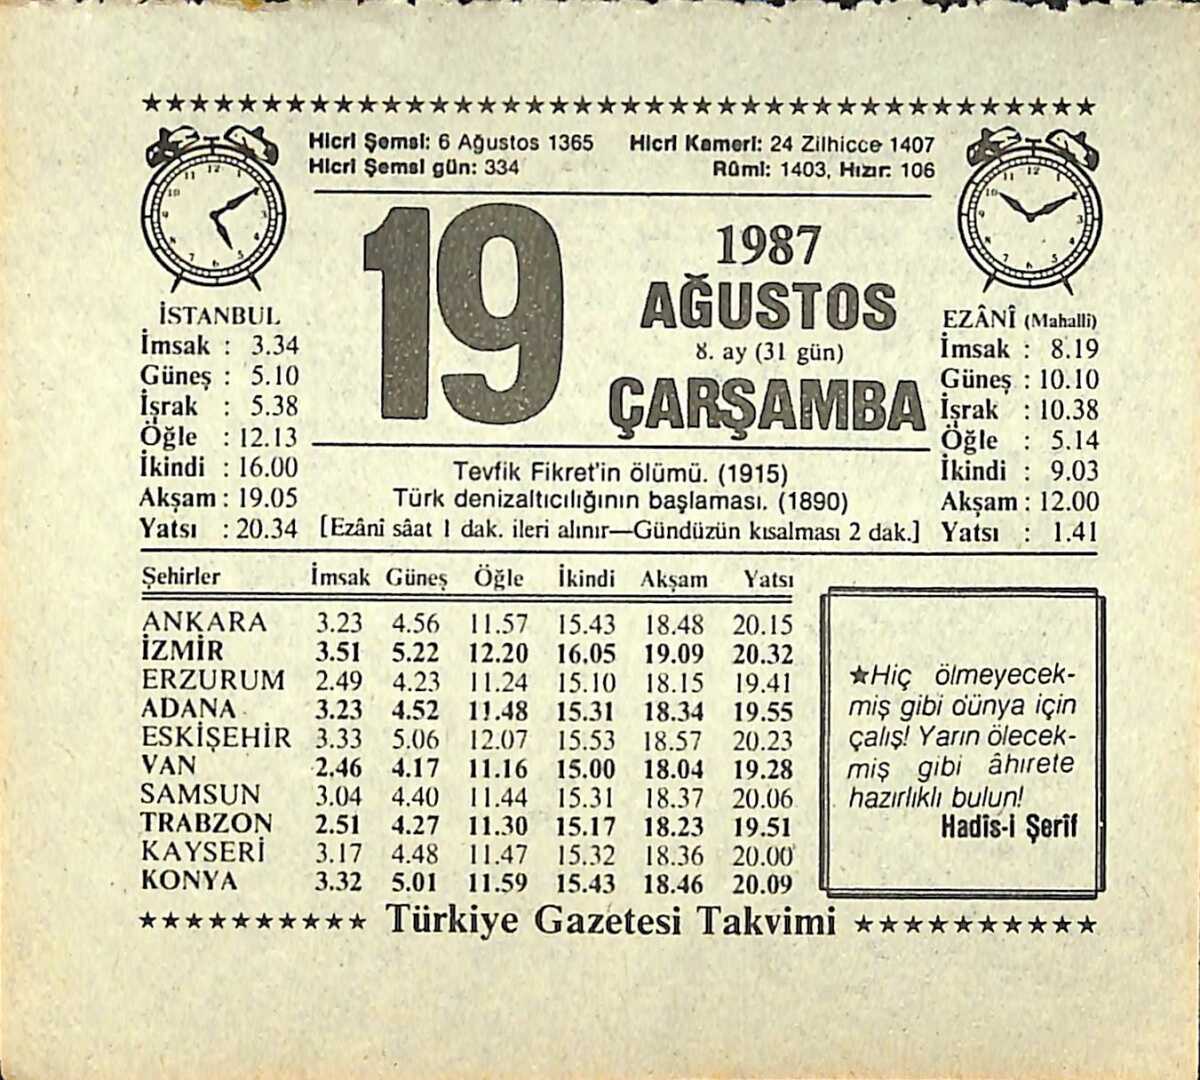 Hicri Şemsi: 6 Ağustos 1365 Hicri Kameri: 24 Zilhicce 1407
Hicri Şemsi gün: 334 Rûmi: 1403, Hızır: 106
19
1987
AĞUSTOS
8. ay (31 gün)
ÇARŞAMBA
İSTANBUL
İmsak : 3.34
Güneş : 5.10
İşrak : 5.38
Öğle : 12.13
İkindi : 16.00
Akşam : 19.05
Yatsı : 20.34
EZÂNÎ (Mahalli)
İmsak : 8.19
Güneş : 10.10
İşrak : 10.38
Öğle : 5.14
İkindi : 9.03
Akşam : 12.00
Yatsı : 1.41
Tevfik Fikret'in ölümü. (1915)
Türk denizaltıcılığının başlaması. (1890)
[Ezânî sâat 1 dak. ileri alınır—Gündüzün kısalması 2 dak.]
Şehirler İmsak Güneş Öğle İkindi Akşam Yatsı
ANKARA 3.23 4.56 11.57 15.43 18.48 20.15
İZMİR 3.51 5.22 12.20 16.05 19.09 20.32
ERZURUM 2.49 4.23 11.24 15.10 18.15 19.41
ADANA 3.23 4.52 11.48 15.31 18.34 19.55
ESKİŞEHİR 3.33 5.06 12.07 15.53 18.57 20.23
VAN 2.46 4.17 11.16 15.00 18.04 19.28
SAMSUN 3.04 4.40 11.44 15.31 18.37 20.06
TRABZON 2.51 4.27 11.30 15.17 18.23 19.51
KAYSERİ 3.17 4.48 11.47 15.32 18.36 20.00
KONYA 3.32 5.01 11.59 15.43 18.46 20.09
★Hiç ölmeyecek-
miş gibi dünya için
çalış! Yarın ölecek-
miş gibi âhırete
hazırlıklı bulun!
Hadîs-i Şerîf
Türkiye Gazetesi Takvimi